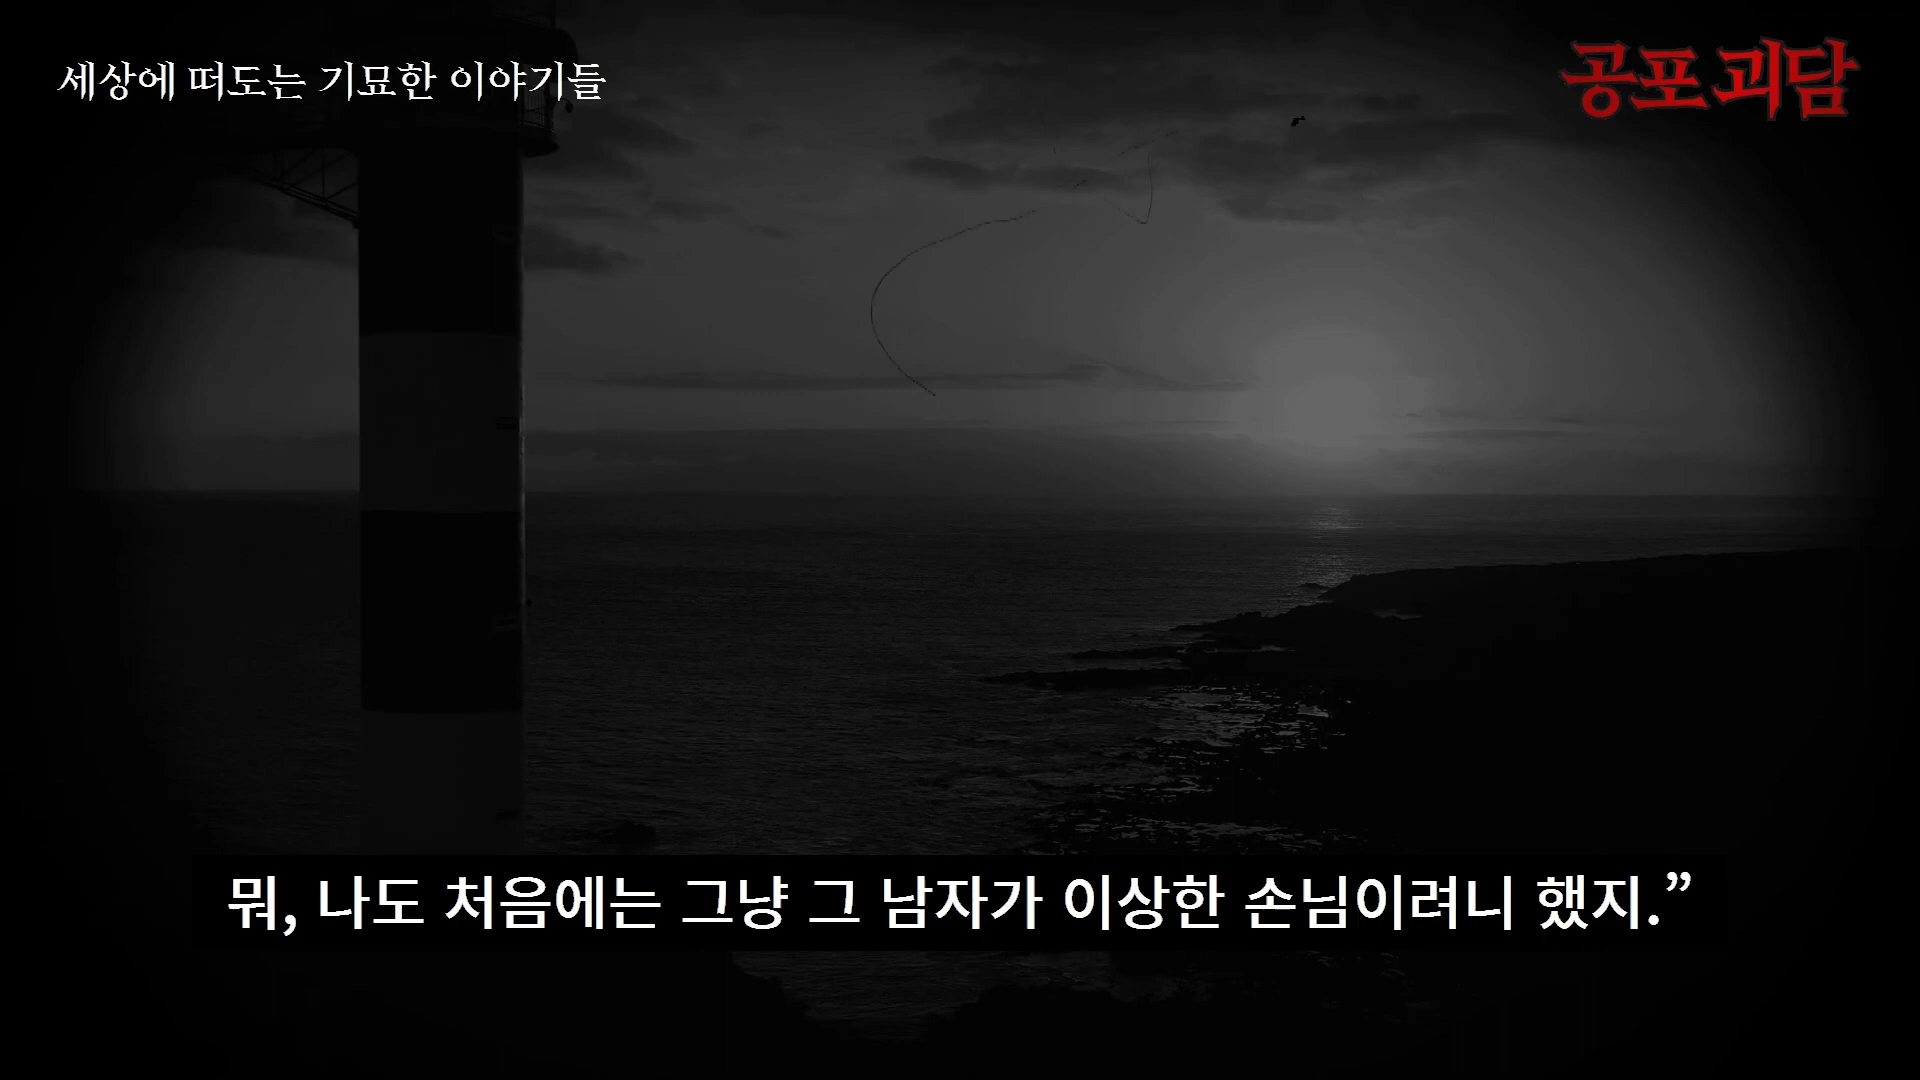 세상에 떠도는 기묘한 이야기들
공포 괴담
뭐, 나도 처음에는 그냥 그 남자가 이상한 손님이려니 했지.”